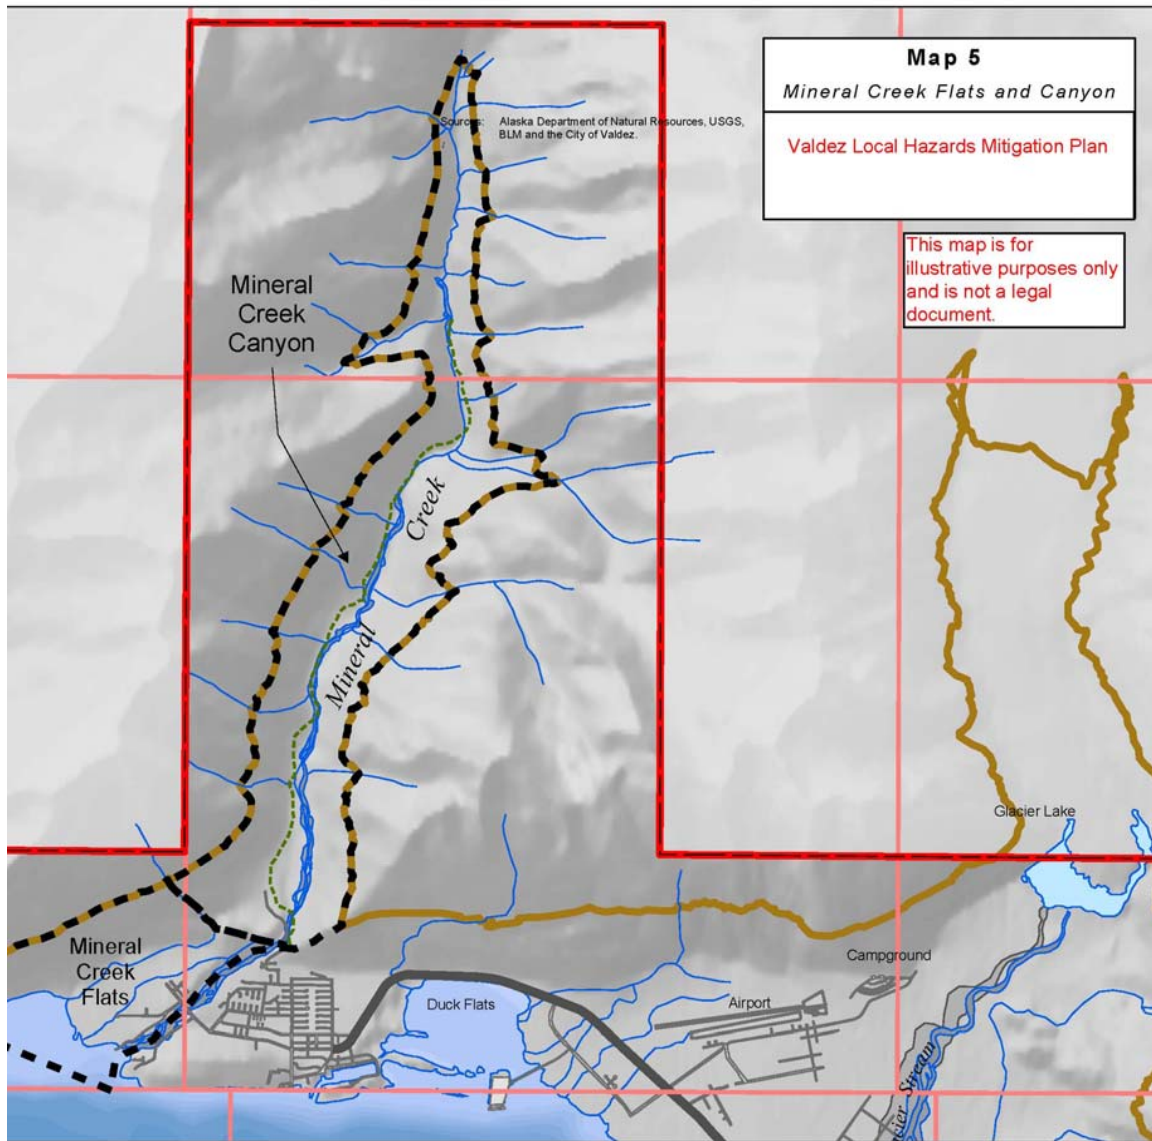 Map 5
Mineral Creek Flats and Canyon
Valdez Local Hazards Mitigation Plan
This map is for
illustrative purposes only
and is not a legal
document.
Sources: Alaska Department of Natural Resources, USGS,
BLM and the City of Valdez.
Mineral
Creek
Canyon
Creek
Mineral
Glacier Lake
Mineral
Creek
Flats
Duck Flats
Campground
Airport
Stream